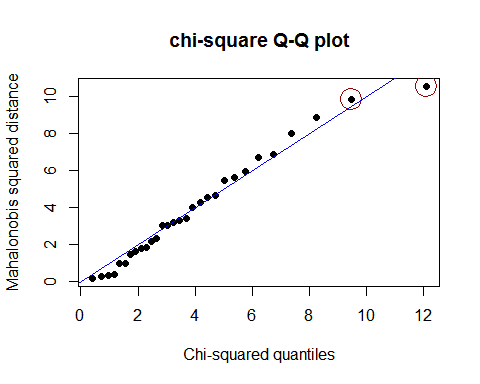 chi-square Q-Q plot
Mahalonobis squared distance
10
8
6
4
2
0
0 2 4 6 8 10 12
Chi-squared quantiles